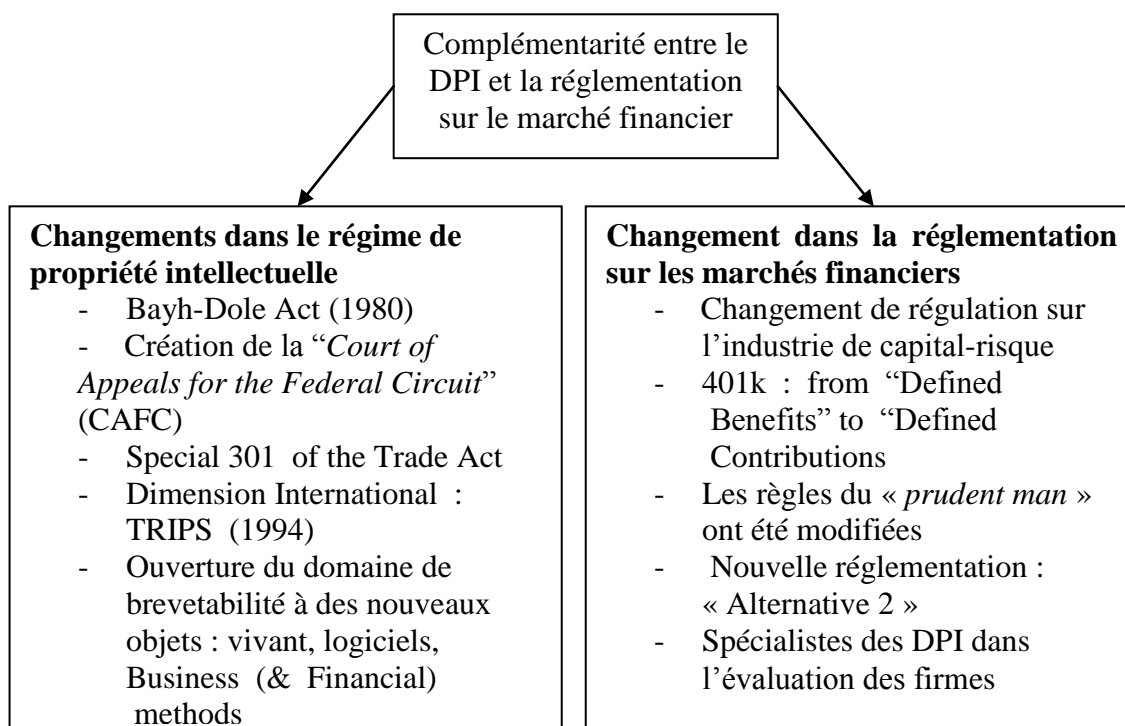 Complémentarité entre le
DPI et la réglementation
sur le marché financier
Changements dans le régime de
propriété intellectuelle
- Bayh-Dole Act (1980)
- Création de la “Court of
Appeals for the Federal Circuit”
(CAFC)
- Special 301 of the Trade Act
- Dimension International :
TRIPS (1994)
- Ouverture du domaine de
brevetabilité à des nouveaux
objets : vivant, logiciels,
Business (& Financial)
methods
Changement dans la réglementation
sur les marchés financiers
- Changement de régulation sur
l’industrie de capital-risque
- 401k : from “Defined
Benefits” to “Defined
Contributions
- Les règles du « prudent man »
ont été modifiées
- Nouvelle réglementation :
« Alternative 2 »
- Spécialistes des DPI dans
l’évaluation des firmes